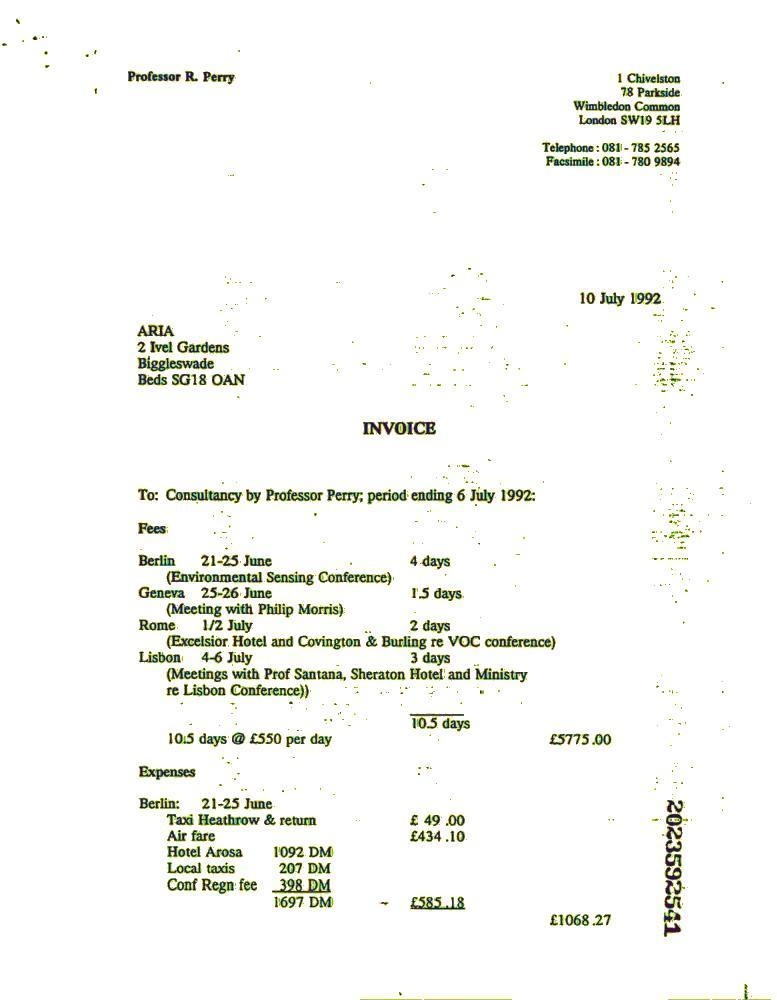 Professor R. Perry
1 Chivelston
78 Parkside
Wimbledon Common
London SW19 5LH
Telephone : 081 - 785 2565
Facsimile : 081 - 780 9894
10 July 1992
ARIA
2 Ivel Gardens
Biggleswade
Beds SG18 OAN
INVOICE
To: Consultancy by Professor Perry; period ending 6 July 1992:
Fees
Berlin 21-25 June 4 days
(Environmental Sensing Conference)
Geneva 25-26 June 1.5 days
(Meeting with Philip Morris)
Rome 1/2 July 2 days
(Excelsior Hotel and Covington & Burling re VOC conference)
Lisbon 4-6 July 3 days
(Meetings with Prof Santana, Sheraton Hotel and Ministry
re Lisbon Conference))
10.5 days
10.5 days @ £550 per day £5775.00
Expenses
Berlin: 21-25 June
Taxi Heathrow & return £ 49.00
Air fare £434.10
Hotel Arosa 1092 DM
Local taxis 207 DM
Conf Regn fee 398 DM
1697 DM ~ £585.18
£1068.27
2023592541